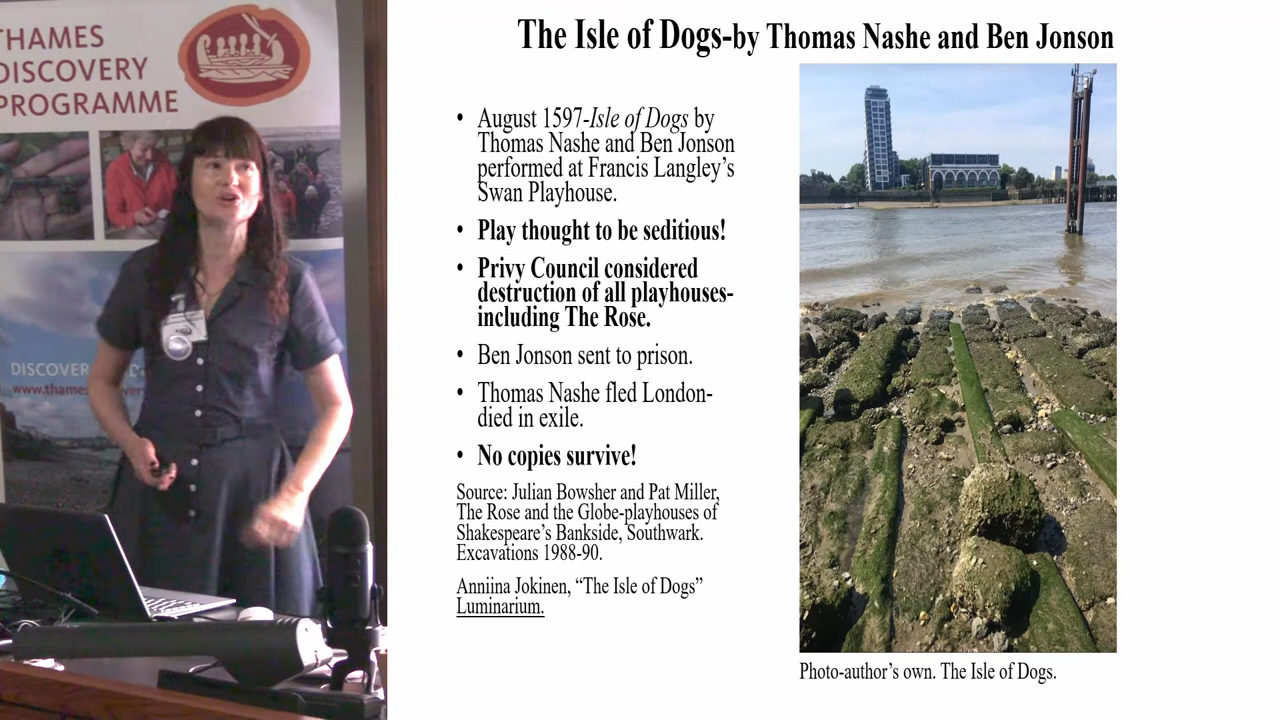 THAMES
DISCOVERY
PROGRAMME
DISCOVER
www.thames
The Isle of Dogs-by Thomas Nashe and Ben Jonson
• August 1597-Isle of Dogs by
Thomas Nashe and Ben Jonson
performed at Francis Langley’s
Swan Playhouse.
• Play thought to be seditious!
• Privy Council considered
destruction of all playhouses-
including The Rose.
• Ben Jonson sent to prison.
• Thomas Nashe fled London-
died in exile.
• No copies survive!
Source: Julian Bowsher and Pat Miller,
The Rose and the Globe-playhouses of
Shakespeare’s Bankside, Southwark.
Excavations 1988-90.
Anniina Jokinen, “The Isle of Dogs”
Luminarium.
Photo-author’s own. The Isle of Dogs.